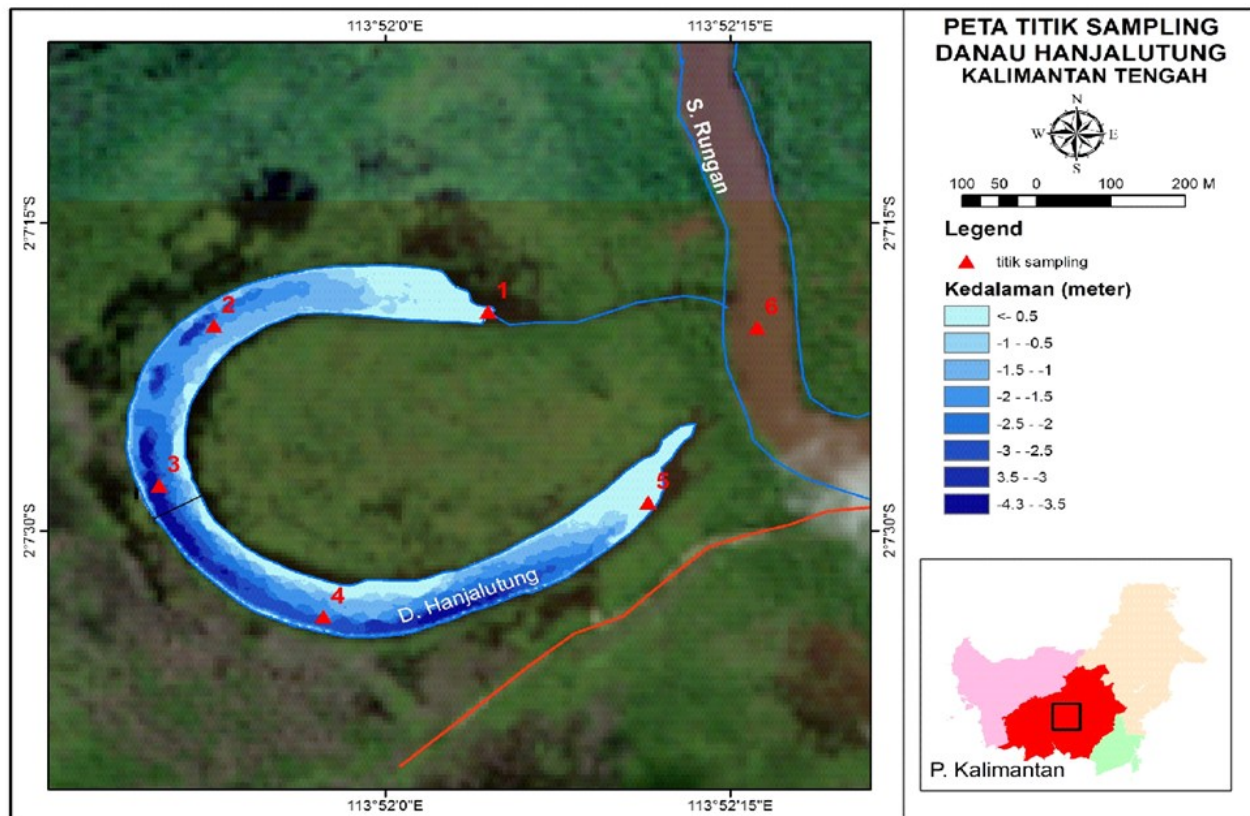 113°52'0"E
113°52'15"E
2°7'15"S
2°7'15"S
S. Rungan
1
2
6
3
5
2°7'30"S
2°7'30"S
4
D. Hanjalutung
113°52'0"E
113°52'15"E
PETA TITIK SAMPLING
DANAU HANJALUTUNG
KALIMANTAN TENGAH
N
W E
S
100 50 0 100 200 M
Legend
titik sampling
Kedalaman (meter)
<- 0.5
-1 - -0.5
-1.5 - -1
-2 - -1.5
-2.5 - -2
-3 - -2.5
3.5 - -3
-4.3 - -3.5
P. Kalimantan